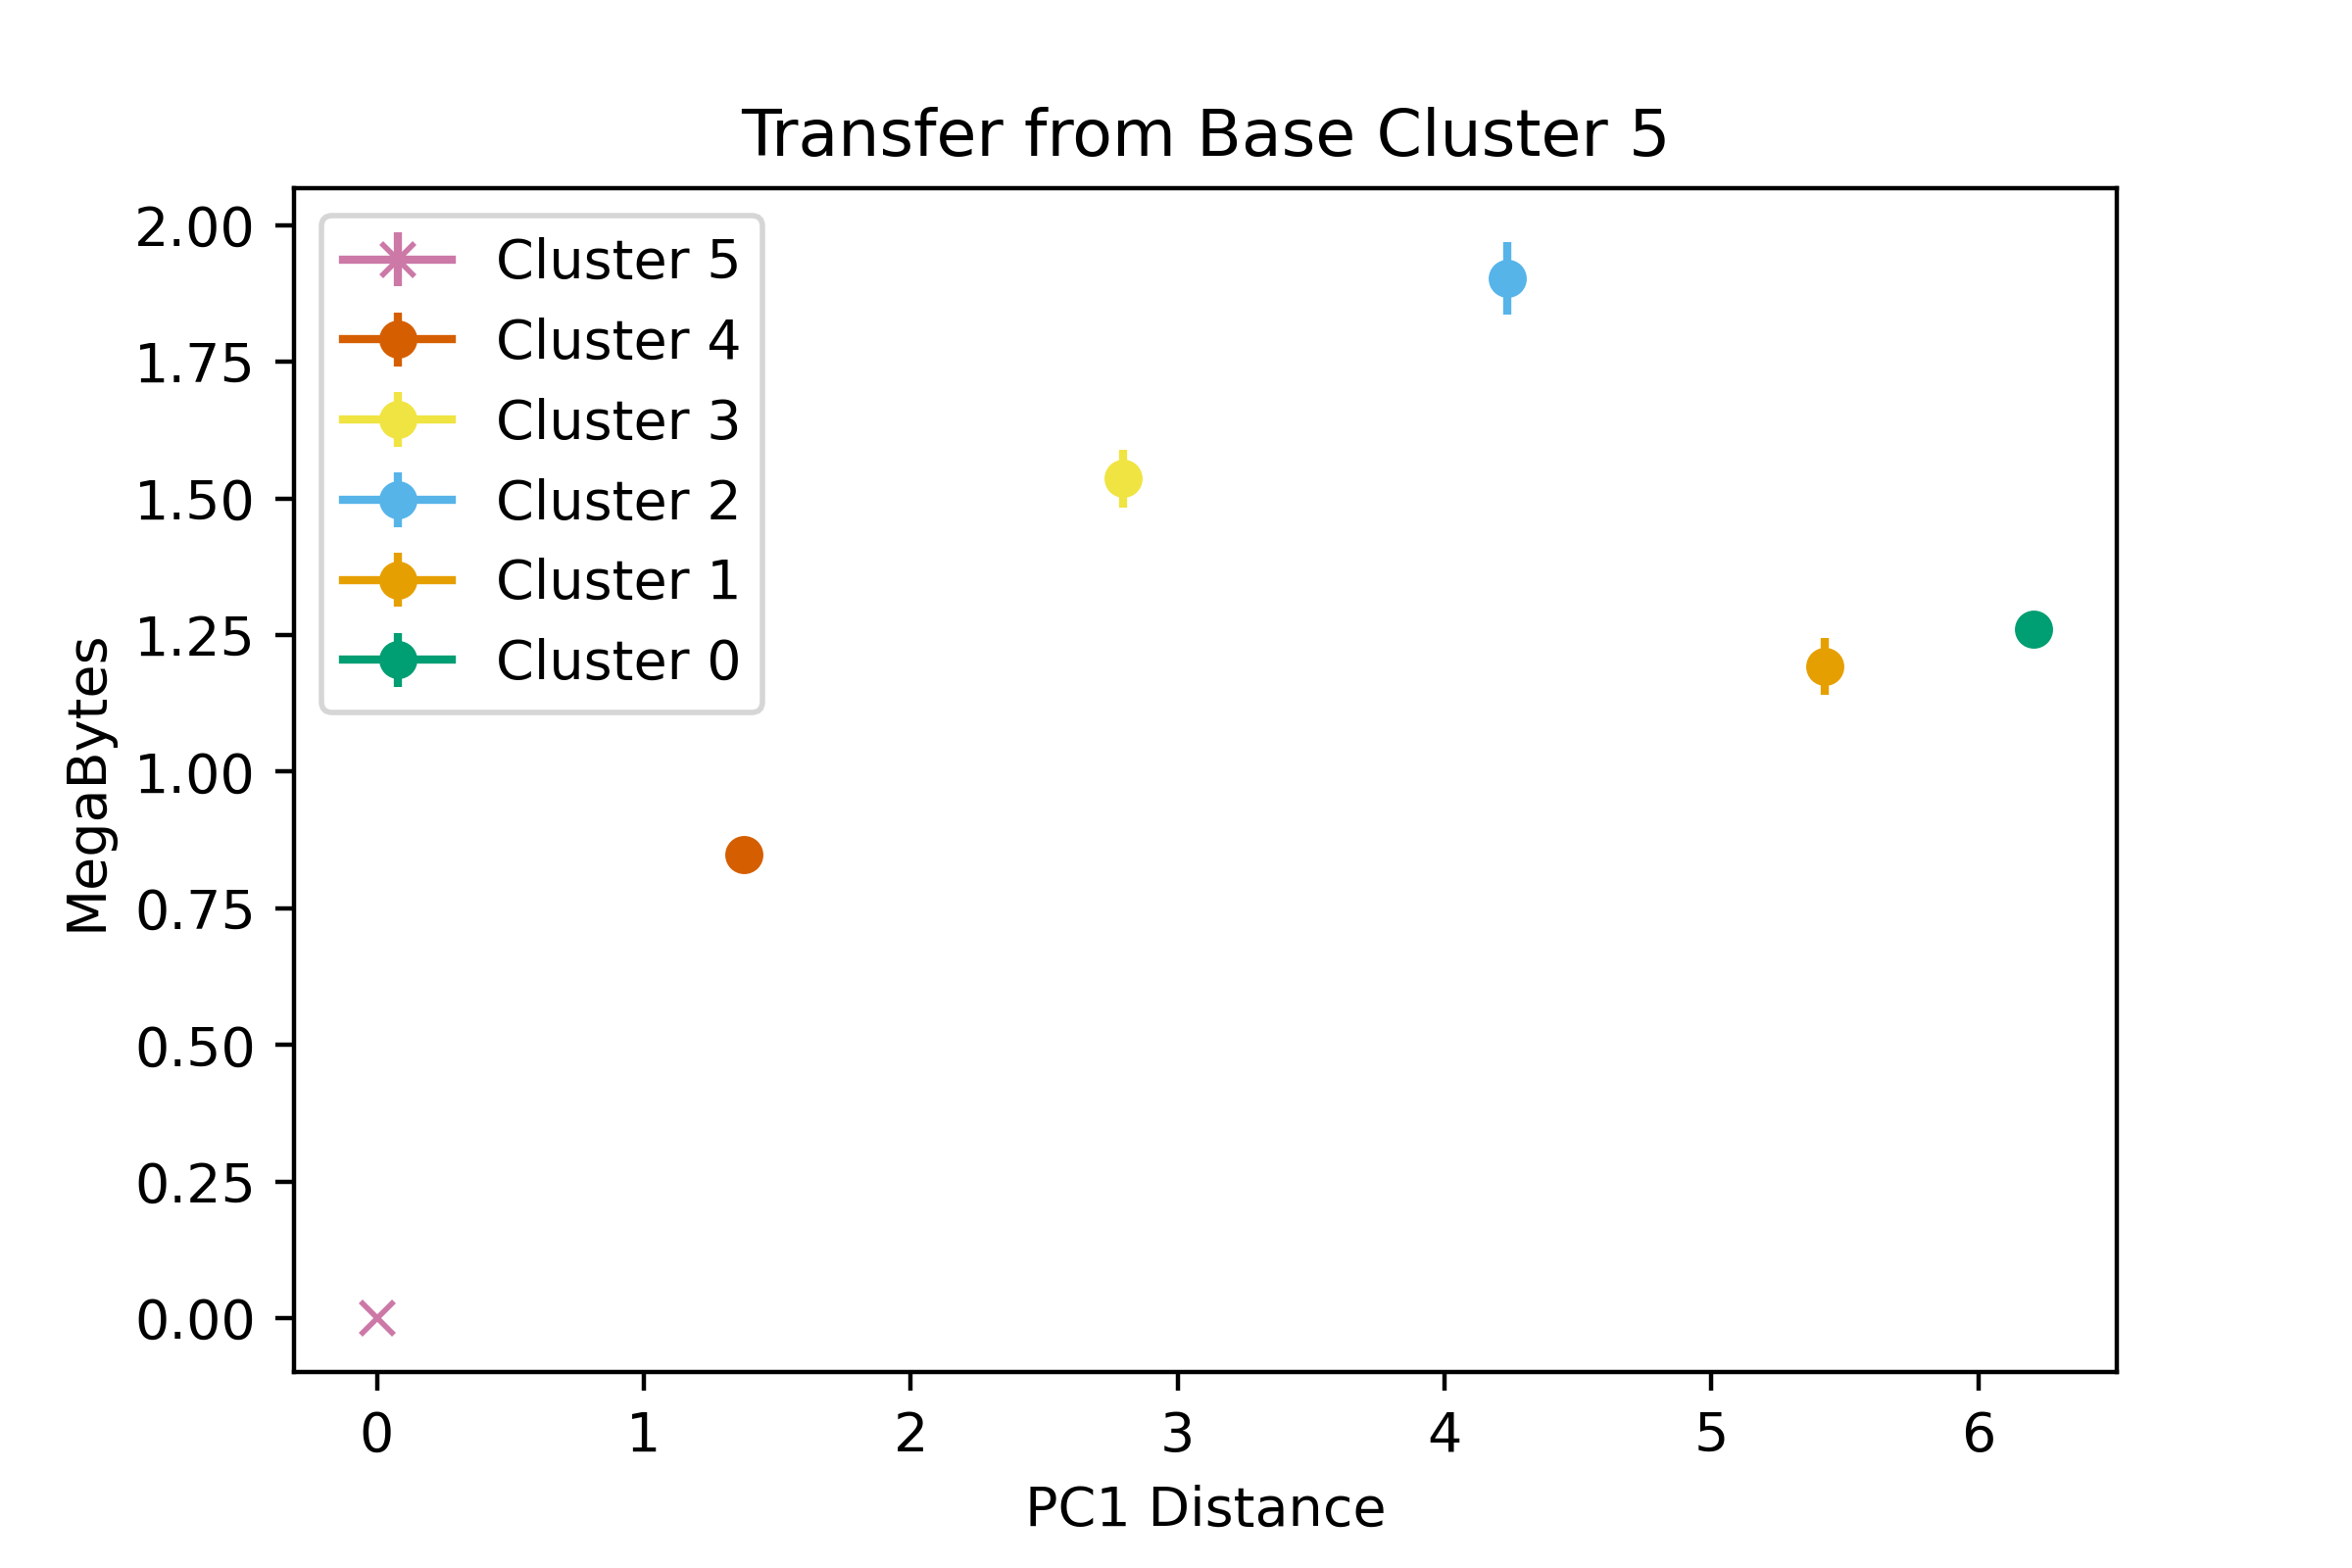 Transfer from Base Cluster 5
Cluster 5
Cluster 4
Cluster 3
Cluster 2
Cluster 1
Cluster 0
MegaBytes
2.00
1.75
1.50
1.25
1.00
0.75
0.50
0.25
0.00
0 1 2 3 4 5 6
PC1 Distance